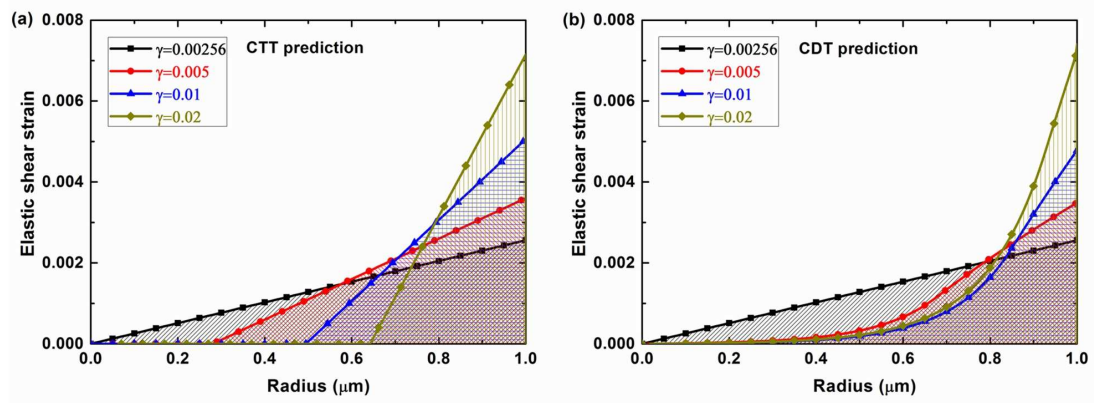 (a)
CTT prediction
γ=0.00256
γ=0.005
γ=0.01
γ=0.02
Elastic shear strain
0.008
0.006
0.004
0.002
0.000
0.0 0.2 0.4 0.6 0.8 1.0
Radius (μm)
(b)
CDT prediction
γ=0.00256
γ=0.005
γ=0.01
γ=0.02
Elastic shear strain
0.008
0.006
0.004
0.002
0.000
0.0 0.2 0.4 0.6 0.8 1.0
Radius (μm)